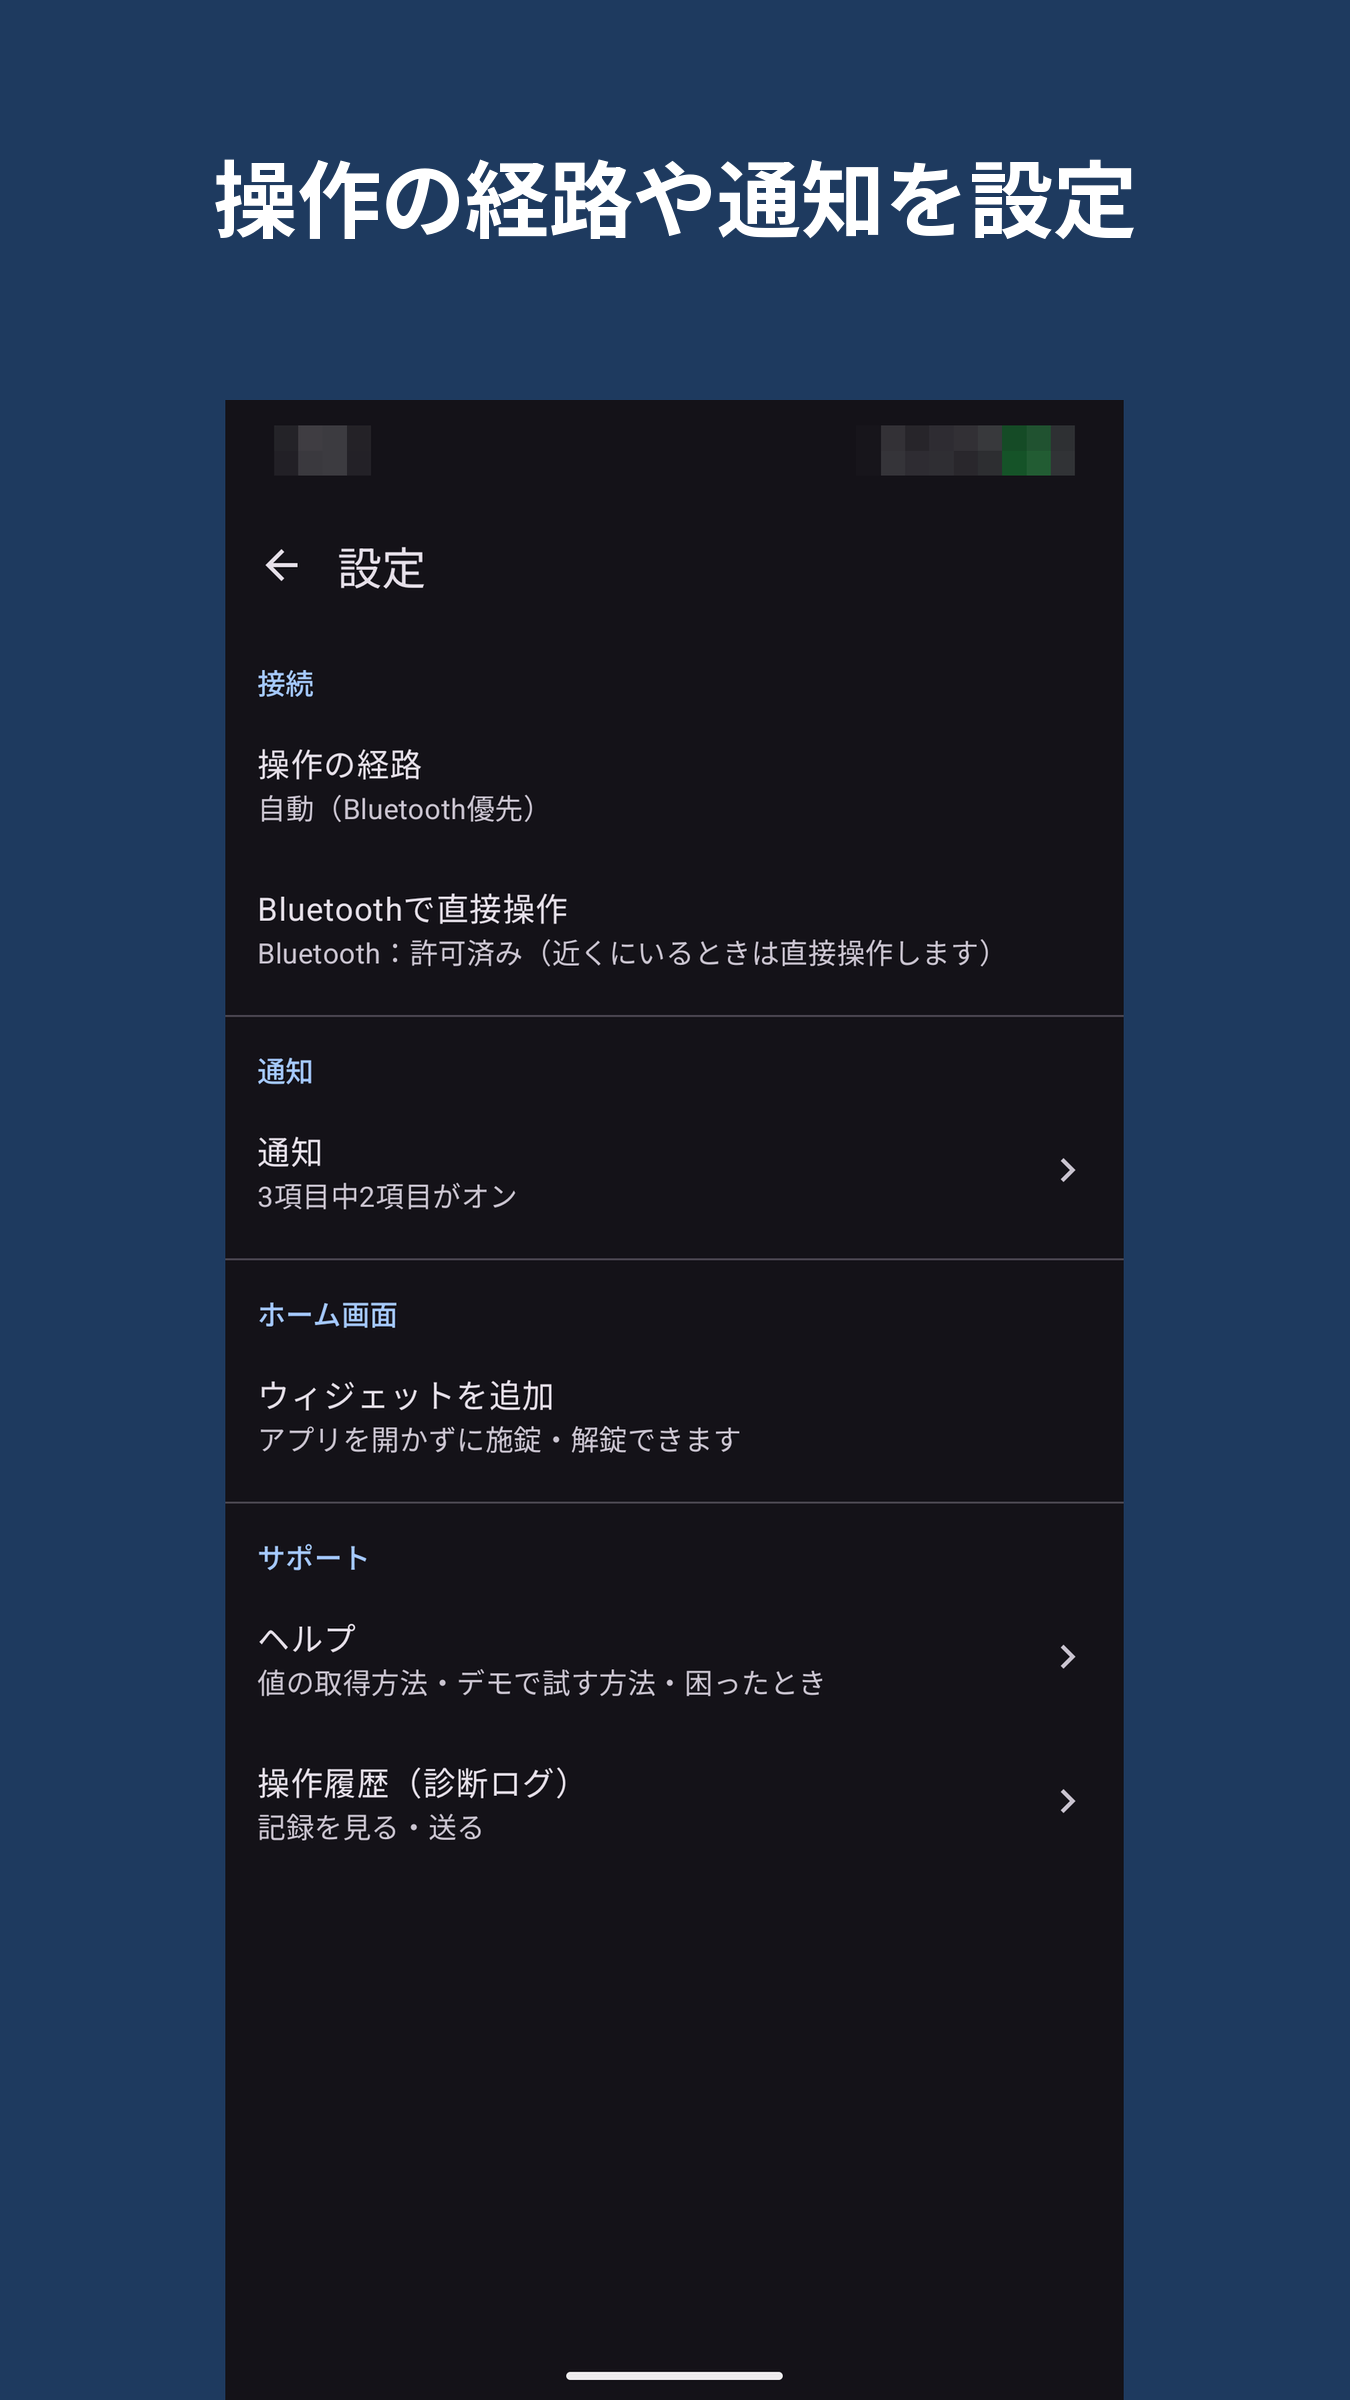 操作の経路や通知を設定
設定
接続
操作の経路
自動（Bluetooth優先）
Bluetoothで直接操作
Bluetooth：許可済み（近くにいるときは直接操作します）
通知
通知
3項目中2項目がオン
ホーム画面
ウィジェットを追加
アプリを開かずに施錠・解錠できます
サポート
ヘルプ
値の取得方法・デモで試す方法・困ったとき
操作履歴（診断ログ）
記録を見る・送る